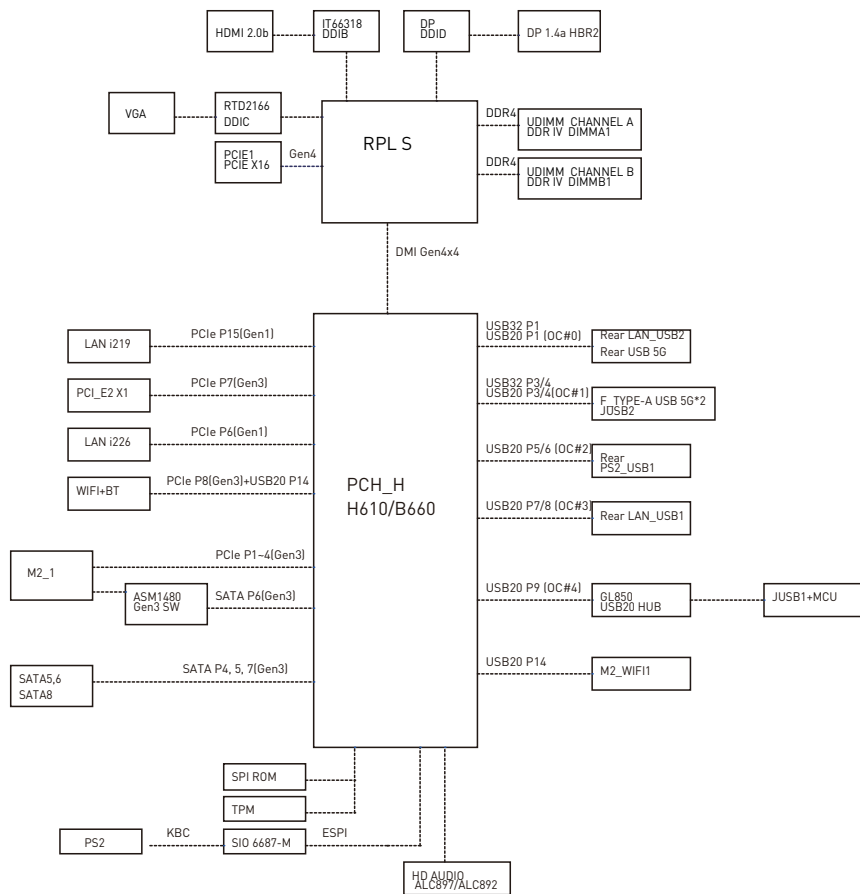 HDMI 2.0b
IT66318
DDIB
DP
DDID
DP 1.4a HBR2
VGA
RTD2166
DDIC
RPL S
DDR4
UDIMM CHANNEL A
DDR IV DIMMA1
PCIE1
PCIE X16
Gen4
DDR4
UDIMM CHANNEL B
DDR IV DIMMB1
DMI Gen4x4
LAN i219
PCIe P15(Gen1)
USB32 P1
USB20 P1 (OC#0)
Rear LAN_USB2
Rear USB 5G
PCI_E2 X1
PCIe P7(Gen3)
USB32 P3/4
USB20 P3/4(OC#1)
F_TYPE-A USB 5G*2
JUSB2
LAN i226
PCIe P6(Gen1)
USB20 P5/6 (OC#2)
Rear
PS2_USB1
WIFI+BT
PCIe P8(Gen3)+USB20 P14
PCH_H
H610/B660
USB20 P7/8 (OC#3)
Rear LAN_USB1
M2_1
PCIe P1~4(Gen3)
ASM1480
Gen3 SW
SATA P6(Gen3)
USB20 P9 (OC#4)
GL850
USB20 HUB
JUSB1+MCU
SATA5,6
SATA8
SATA P4, 5, 7(Gen3)
USB20 P14
M2_WIFI1
SPI ROM
TPM
PS2
KBC
SIO 6687-M
ESPI
HD AUDIO
ALC897/ALC892